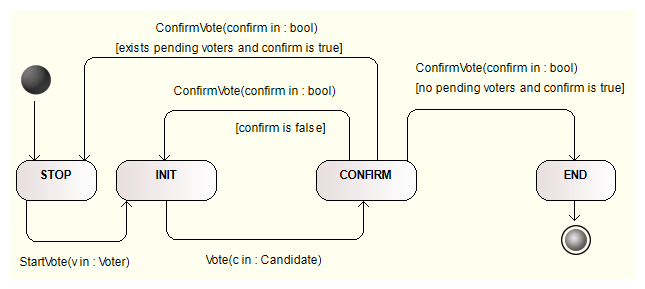 ConfirmVote(confirm in : bool)
[exists pending voters and confirm is true]
ConfirmVote(confirm in : bool)
[no pending voters and confirm is true]
ConfirmVote(confirm in : bool)
[confirm is false]
STOP
INIT
CONFIRM
END
StartVote(v in : Voter)
Vote(c in : Candidate)